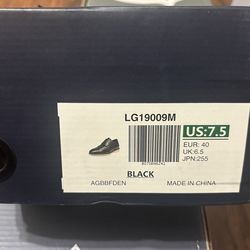 LG19009M
US:7.5
EUR: 40
UK:6.5
JPN:255
BLACK
AGBBFDEN
MADE IN CHINA